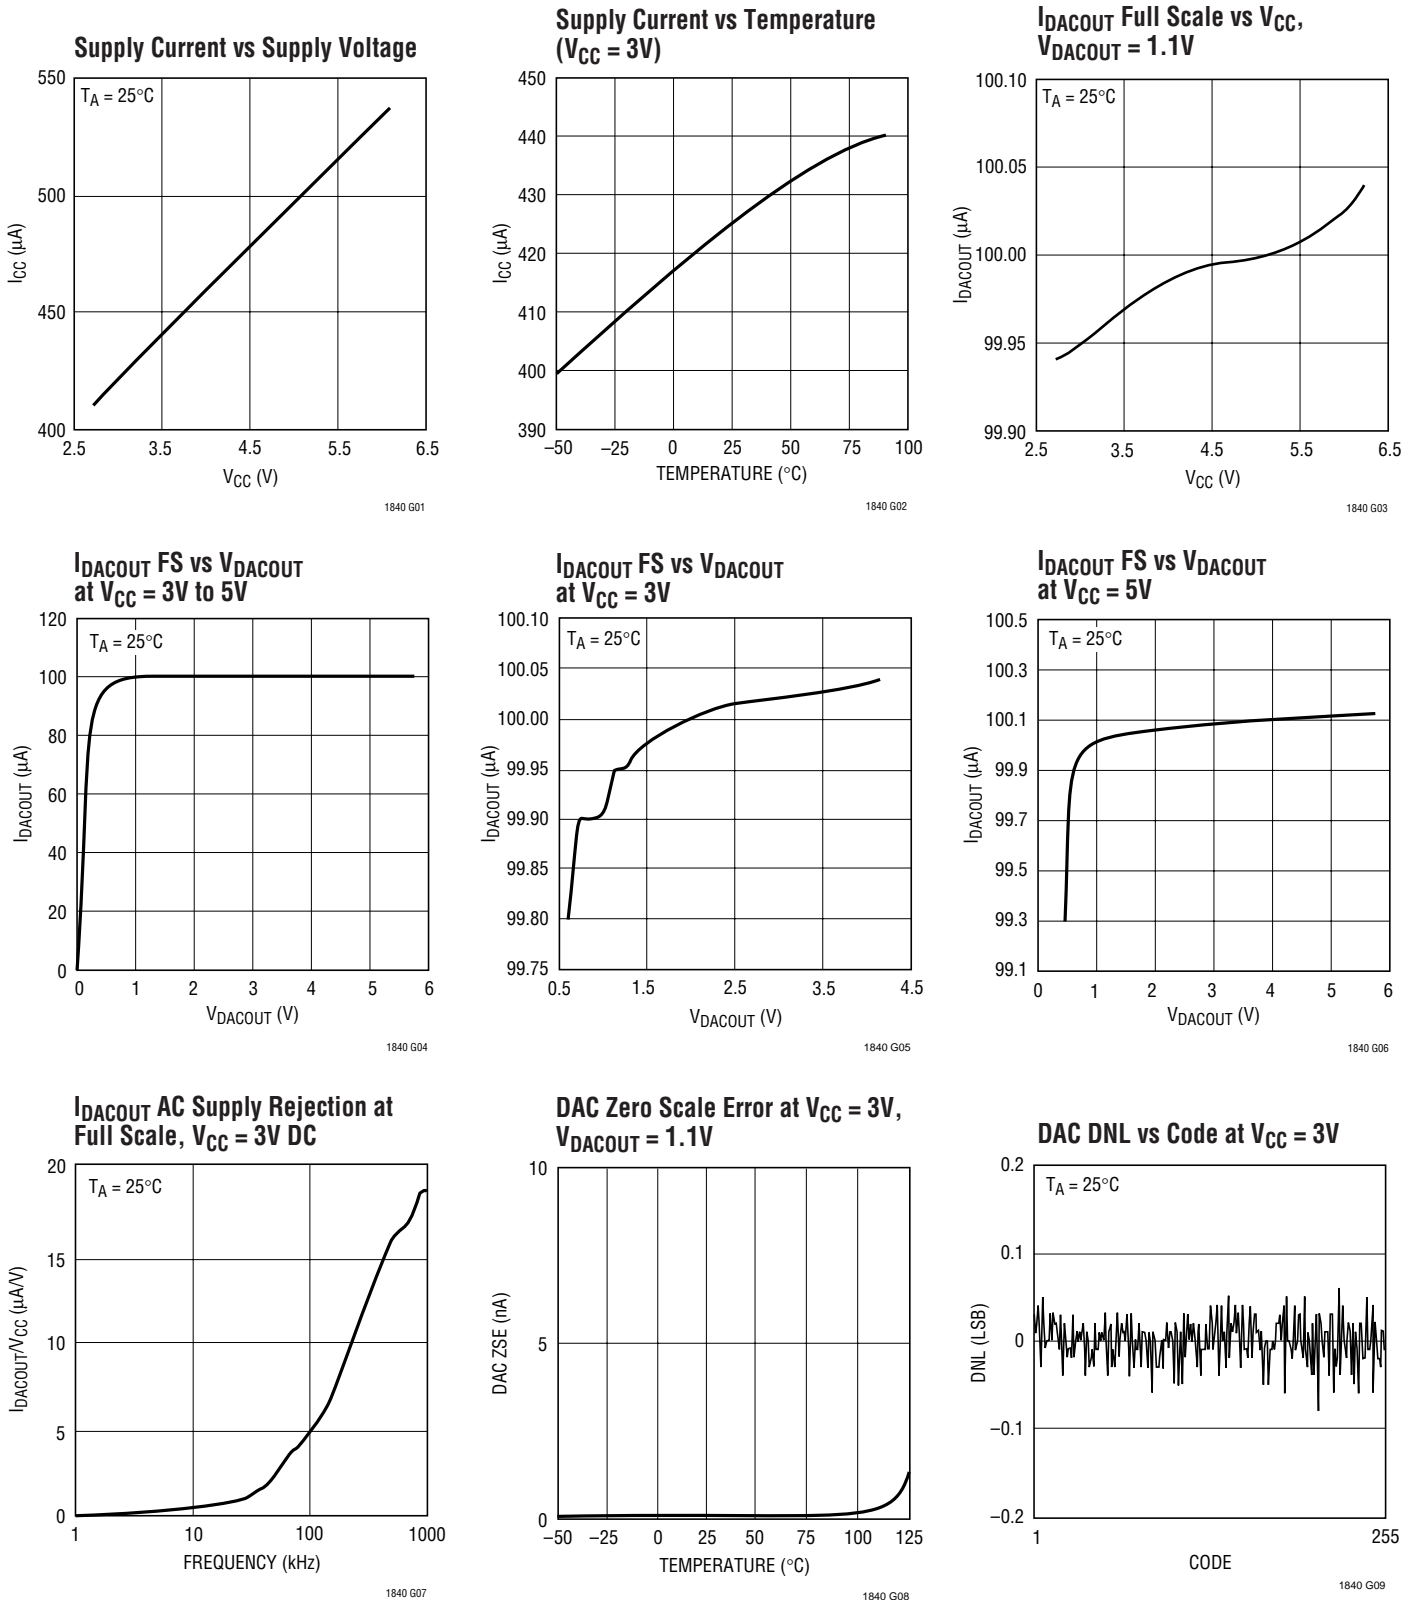 Supply Current vs Supply Voltage
TA = 25°C
550
500
450
400
ICC (µA)
2.5 3.5 4.5 5.5 6.5
VCC (V)
1840 G01
Supply Current vs Temperature
(VCC = 3V)
450
440
430
420
410
400
390
ICC (µA)
–50 –25 0 25 50 75 100
TEMPERATURE (°C)
1840 G02
IDACOUT Full Scale vs VCC,
VDACOUT = 1.1V
TA = 25°C
100.10
100.05
100.00
99.95
99.90
IDACOUT (µA)
2.5 3.5 4.5 5.5 6.5
VCC (V)
1840 G03
IDACOUT FS vs VDACOUT
at VCC = 3V to 5V
TA = 25°C
120
100
80
60
40
20
0
IDACOUT (µA)
0 1 2 3 4 5 6
VDACOUT (V)
1840 G04
IDACOUT FS vs VDACOUT
at VCC = 3V
TA = 25°C
100.10
100.05
100.00
99.95
99.90
99.85
99.80
99.75
IDACOUT (µA)
0.5 1.5 2.5 3.5 4.5
VDACOUT (V)
1840 G05
IDACOUT FS vs VDACOUT
at VCC = 5V
TA = 25°C
100.5
100.3
100.1
99.9
99.7
99.5
99.3
99.1
IDACOUT (µA)
0 1 2 3 4 5 6
VDACOUT (V)
1840 G06
IDACOUT AC Supply Rejection at
Full Scale, VCC = 3V DC
TA = 25°C
20
15
10
5
0
IDACOUT/VCC (µA/V)
1 10 100 1000
FREQUENCY (kHz)
1840 G07
DAC Zero Scale Error at VCC = 3V,
VDACOUT = 1.1V
10
5
0
DAC ZSE (nA)
–50 –25 0 25 50 75 100 125
TEMPERATURE (°C)
1840 G08
DAC DNL vs Code at VCC = 3V
TA = 25°C
0.2
0.1
0
–0.1
–0.2
DNL (LSB)
1 255
CODE
1840 G09